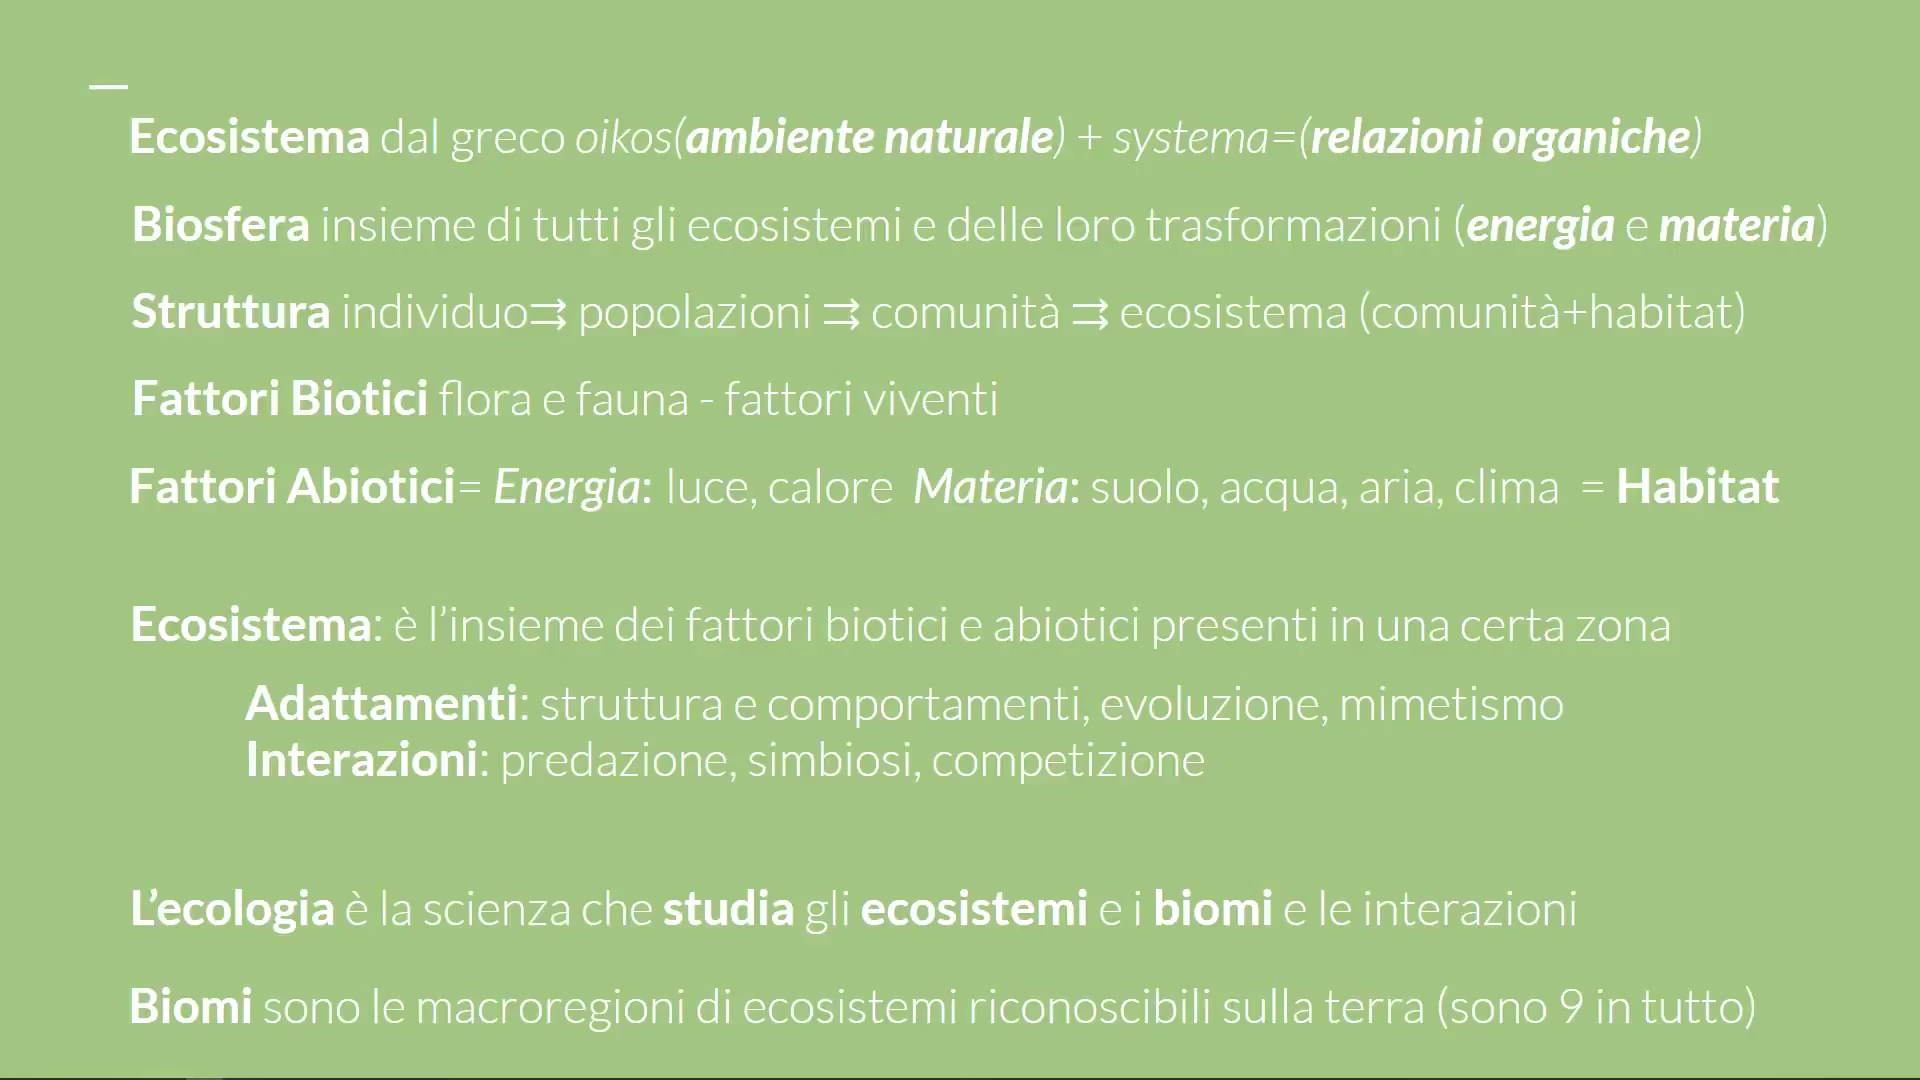 Ecosistema dal greco oikos(ambiente naturale) + systema=(relazioni organiche)
Biosfera insieme di tutti gli ecosistemi e delle loro trasformazioni (energia e materia)
Struttura individuo⇉ popolazioni ⇉ comunità ⇉ ecosistema (comunità+habitat)
Fattori Biotici flora e fauna - fattori viventi
Fattori Abiotici= Energia: luce, calore Materia: suolo, acqua, aria, clima = Habitat
Ecosistema: è l’insieme dei fattori biotici e abiotici presenti in una certa zona
Adattamenti: struttura e comportamenti, evoluzione, mimetismo
Interazioni: predazione, simbiosi, competizione
L’ecologia è la scienza che studia gli ecosistemi e i biomi e le interazioni
Biomi sono le macroregioni di ecosistemi riconoscibili sulla terra (sono 9 in tutto)